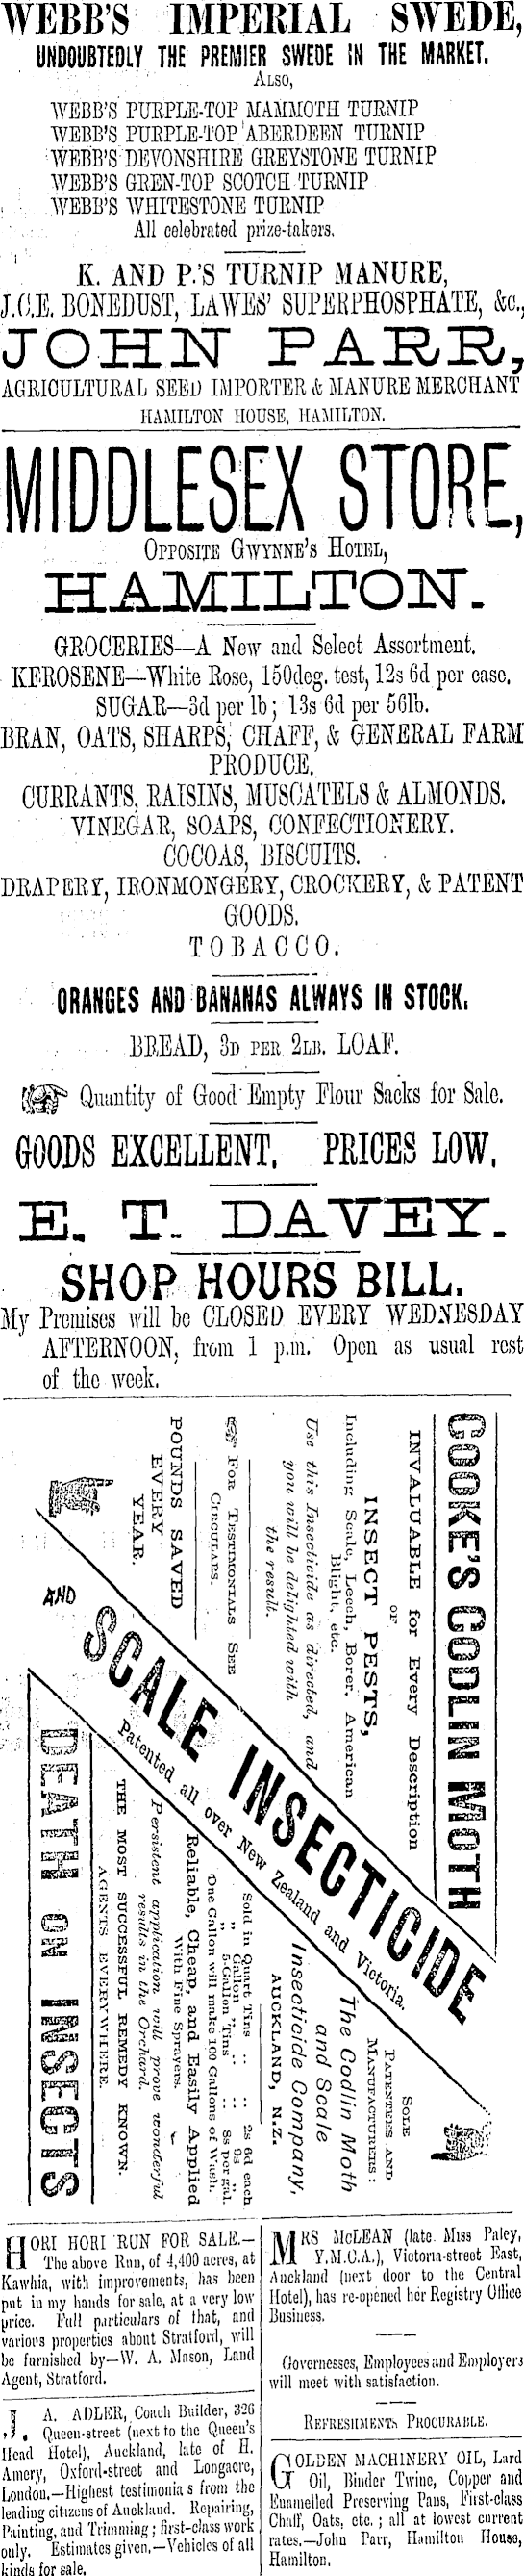 WEBB'S IMPERIAL SWEDE,
UNDOUBTEDLY THE PREMIER SWEDE IN THE MARKET.
ALSO,
WEBB'S PURPLE-TOP MAMMOTH TURNIP
WEBB'S PURPLE-TOP ABERDEEN TURNIP
WEBB'S DEVONSHIRE GREYSTONE TURNIP
WEBB'S GREN-TOP SCOTCH TURNIP
WEBB'S WHITESTONE TURNIP
All celebrated prize-takers.
K. AND P.'S TURNIP MANURE,
J.C.E. BONEDUST, LAWES' SUPERPHOSPHATE, &c.,
JOHN PARR,
AGRICULTURAL SEED IMPORTER & MANURE MERCHANT
HAMILTON HOUSE, HAMILTON.
MIDDLESEX STORE,
OPPOSITE GWYNNE'S HOTEL,
HAMILTON.
GROCERIES—A New and Select Assortment.
KEROSENE—White Rose, 150deg. test, 12s 6d per case.
SUGAR—3d per lb; 13s 6d per 56lb.
BRAN, OATS, SHARPS, CHAFF, & GENERAL FARM
PRODUCE.
CURRANTS, RAISINS, MUSCATELS & ALMONDS.
VINEGAR, SOAPS, CONFECTIONERY.
COCOAS, BISCUITS.
DRAPERY, IRONMONGERY, CROCKERY, & PATENT
GOODS.
TOBACCO.
ORANGES AND BANANAS ALWAYS IN STOCK.
BREAD, 3D PER 2LB. LOAF.
Quantity of Good Empty Flour Sacks for Sale.
GOODS EXCELLENT. PRICES LOW.
E. T. DAVEY.
SHOP HOURS BILL.
My Premises will be CLOSED EVERY WEDNESDAY
AFTERNOON, from 1 p.m. Open as usual rest
of the week.
COOKE'S CODLIN MOTH
INVALUABLE for Every Description
OF
INSECT PESTS,
Including Scale, Leech, Borer, American
Blight, etc.
Use this Insecticide as directed, and
you will be delighted with
the result.
FOR TESTIMONIALS SEE
CIRCULARS.
POUNDS SAVED
EVERY
YEAR.
AND
SCALE INSECTICIDE
Patented all over New Zealand and Victoria.
SOLE
PATENTEES AND
MANUFACTURERS:
The Codlin Moth
and Scale
Insecticide Company,
AUCKLAND, N.Z.
Sold in Quart Tins .. .. 2s 6d each
" Gallon " .. .. 9s "
" 5-Gallon Tins .. .. 8s per gal.
One Gallon will make 100 Gallons of Wash.
Reliable, Cheap, and Easily Applied
With Fine Sprayers.
Persistent application will prove wonderful
results in the Orchard.
THE MOST SUCCESSFUL REMEDY KNOWN.
AGENTS EVERYWHERE.
DEATH ON INSECTS
HORI HORI RUN FOR SALE.—
The above Run, of 4,400 acres, at
Kawhia, with improvements, has been
put in my hands for sale, at a very low
price. Full particulars of that, and
various properties about Stratford, will
be furnished by—W. A. Mason, Land
Agent, Stratford.
J. A. ADLER, Coach Builder, 326
Queen-street (next to the Queen's
Head Hotel), Auckland, late of H.
Amery, Oxford-street and Longacre,
London.—Highest testimonia s from the
leading citizens of Auckland. Repairing,
Painting, and Trimming; first-class work
only. Estimates given.—Vehicles of all
kinds for sale.
MRS McLEAN (late Miss Paley,
Y.M.C.A.), Victoria-street East,
Auckland (next door to the Central
Hotel), has re-opened her Registry Office
Business.
Governesses, Employees and Employers
will meet with satisfaction.
REFRESHMENTS PROCURABLE.
GOLDEN MACHINERY OIL, Lard
Oil, Binder Twine, Copper and
Enamelled Preserving Pans, First-class
Chaff, Oats, etc.; all at lowest current
rates.—John Parr, Hamilton House,
Hamilton.